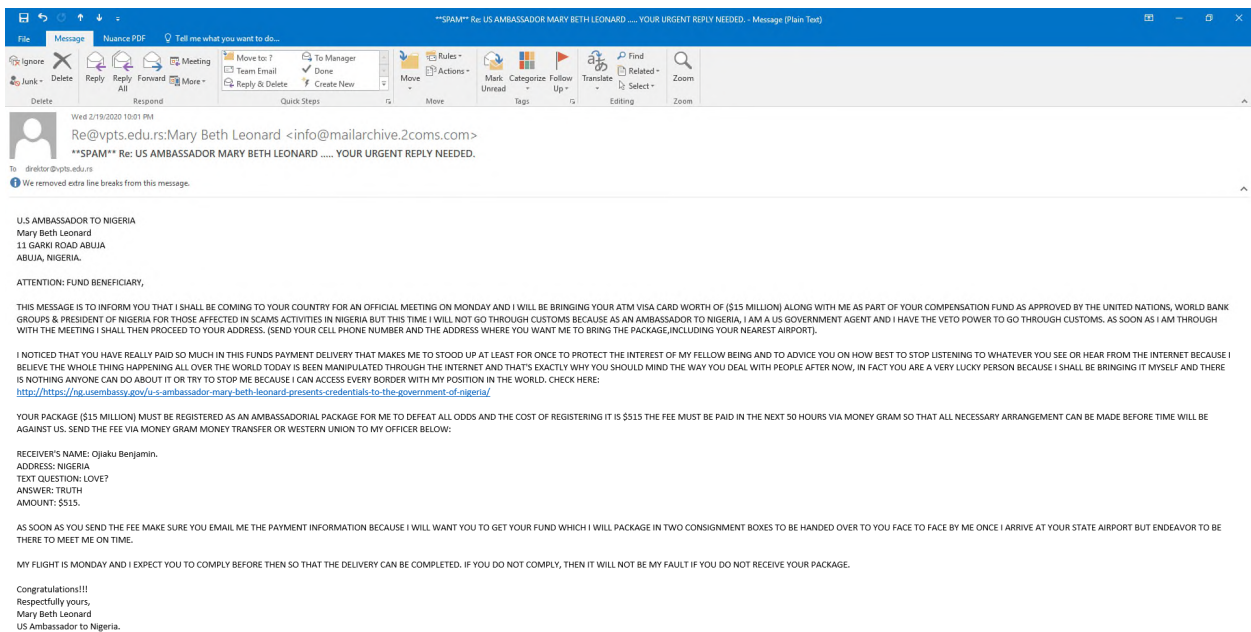 **SPAM** Re: US AMBASSADOR MARY BETH LEONARD ..... YOUR URGENT REPLY NEEDED. - Message (Plain Text)
File Message Nuance PDF Tell me what you want to do...
Ignore
Junk
Delete
Reply
Reply All
Forward
Meeting
More
Move to: ?
Team Email
Reply & Delete
To Manager
Done
Create New
Move
Rules
Actions
Mark Unread
Categorize
Follow Up
Translate
Find
Related
Select
Zoom
Delete Respond Quick Steps Move Tags Editing Zoom
Wed 2/19/2020 10:01 PM
Re@vpts.edu.rs:Mary Beth Leonard <info@mailarchive.2coms.com>
**SPAM** Re: US AMBASSADOR MARY BETH LEONARD ..... YOUR URGENT REPLY NEEDED.
To direktor@vpts.edu.rs
We removed extra line breaks from this message.
U.S AMBASSADOR TO NIGERIA
Mary Beth Leonard
11 GARKI ROAD ABUJA
ABUJA, NIGERIA.
ATTENTION: FUND BENEFICIARY,
THIS MESSAGE IS TO INFORM YOU THAT I SHALL BE COMING TO YOUR COUNTRY FOR AN OFFICIAL MEETING ON MONDAY AND I WILL BE BRINGING YOUR ATM VISA CARD WORTH OF ($15 MILLION) ALONG WITH ME AS PART OF YOUR COMPENSATION FUND AS APPROVED BY THE UNITED NATIONS, WORLD BANK
GROUPS & PRESIDENT OF NIGERIA FOR THOSE AFFECTED IN SCAMS ACTIVITIES IN NIGERIA BUT THIS TIME I WILL NOT GO THROUGH CUSTOMS BECAUSE AS AN AMBASSADOR TO NIGERIA, I AM A US GOVERNMENT AGENT AND I HAVE THE VETO POWER TO GO THROUGH CUSTOMS. AS SOON AS I AM THROUGH
WITH THE MEETING I SHALL THEN PROCEED TO YOUR ADDRESS. (SEND YOUR CELL PHONE NUMBER AND THE ADDRESS WHERE YOU WANT ME TO BRING THE PACKAGE,INCLUDING YOUR NEAREST AIRPORT).
I NOTICED THAT YOU HAVE REALLY PAID SO MUCH IN THIS FUNDS PAYMENT DELIVERY THAT MAKES ME TO STOOD UP AT LEAST FOR ONCE TO PROTECT THE INTEREST OF MY FELLOW BEING AND TO ADVICE YOU ON HOW BEST TO STOP LISTENING TO WHATEVER YOU SEE OR HEAR FROM THE INTERNET BECAUSE I
BELIEVE THE WHOLE THING HAPPENING ALL OVER THE WORLD TODAY IS BEEN MANIPULATED THROUGH THE INTERNET AND THAT'S EXACTLY WHY YOU SHOULD MIND THE WAY YOU DEAL WITH PEOPLE AFTER NOW, IN FACT YOU ARE A VERY LUCKY PERSON BECAUSE I SHALL BE BRINGING IT MYSELF AND THERE
IS NOTHING ANYONE CAN DO ABOUT IT OR TRY TO STOP ME BECAUSE I CAN ACCESS EVERY BORDER WITH MY POSITION IN THE WORLD. CHECK HERE:
http://https://ng.usembassy.gov/u-s-ambassador-mary-beth-leonard-presents-credentials-to-the-government-of-nigeria/
YOUR PACKAGE ($15 MILLION) MUST BE REGISTERED AS AN AMBASSADORIAL PACKAGE FOR ME TO DEFEAT ALL ODDS AND THE COST OF REGISTERING IT IS $515 THE FEE MUST BE PAID IN THE NEXT 50 HOURS VIA MONEY GRAM SO THAT ALL NECESSARY ARRANGEMENT CAN BE MADE BEFORE TIME WILL BE
AGAINST US. SEND THE FEE VIA MONEY GRAM MONEY TRANSFER OR WESTERN UNION TO MY OFFICER BELOW:
RECEIVER'S NAME: Ojiaku Benjamin.
ADDRESS: NIGERIA
TEXT QUESTION: LOVE?
ANSWER: TRUTH
AMOUNT: $515.
AS SOON AS YOU SEND THE FEE MAKE SURE YOU EMAIL ME THE PAYMENT INFORMATION BECAUSE I WILL WANT YOU TO GET YOUR FUND WHICH I WILL PACKAGE IN TWO CONSIGNMENT BOXES TO BE HANDED OVER TO YOU FACE TO FACE BY ME ONCE I ARRIVE AT YOUR STATE AIRPORT BUT ENDEAVOR TO BE
THERE TO MEET ME ON TIME.
MY FLIGHT IS MONDAY AND I EXPECT YOU TO COMPLY BEFORE THEN SO THAT THE DELIVERY CAN BE COMPLETED. IF YOU DO NOT COMPLY, THEN IT WILL NOT BE MY FAULT IF YOU DO NOT RECEIVE YOUR PACKAGE.
Congratulations!!!
Respectfully yours,
Mary Beth Leonard
US Ambassador to Nigeria.